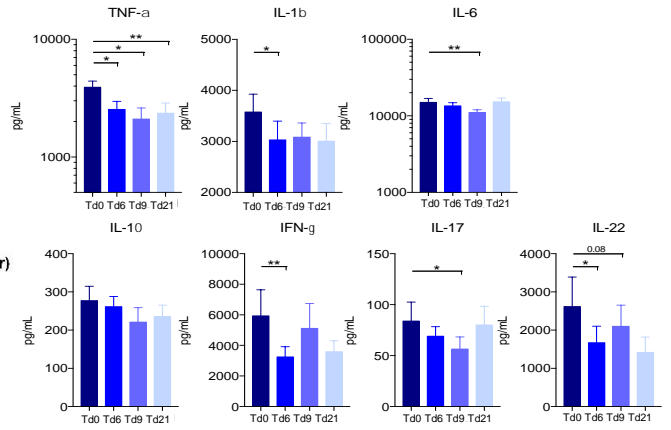 TNF-a
**
*
*
10000
1000
pg/mL
Td0 Td6 Td9 Td21
IL-1b
*
5000
4000
3000
2000
pg/mL
Td0 Td6 Td9 Td21
IL-6
**
100000
10000
1000
pg/mL
Td0 Td6 Td9 Td21
r)
IL-10
400
300
200
100
0
pg/mL
Td0 Td6 Td9 Td21
IFN-g
**
10000
8000
6000
4000
2000
0
pg/mL
Td0 Td6 Td9 Td21
IL-17
*
150
100
50
0
pg/mL
Td0 Td6 Td9 Td21
IL-22
0.08
*
4000
3000
2000
1000
0
pg/mL
Td0 Td6 Td9 Td21